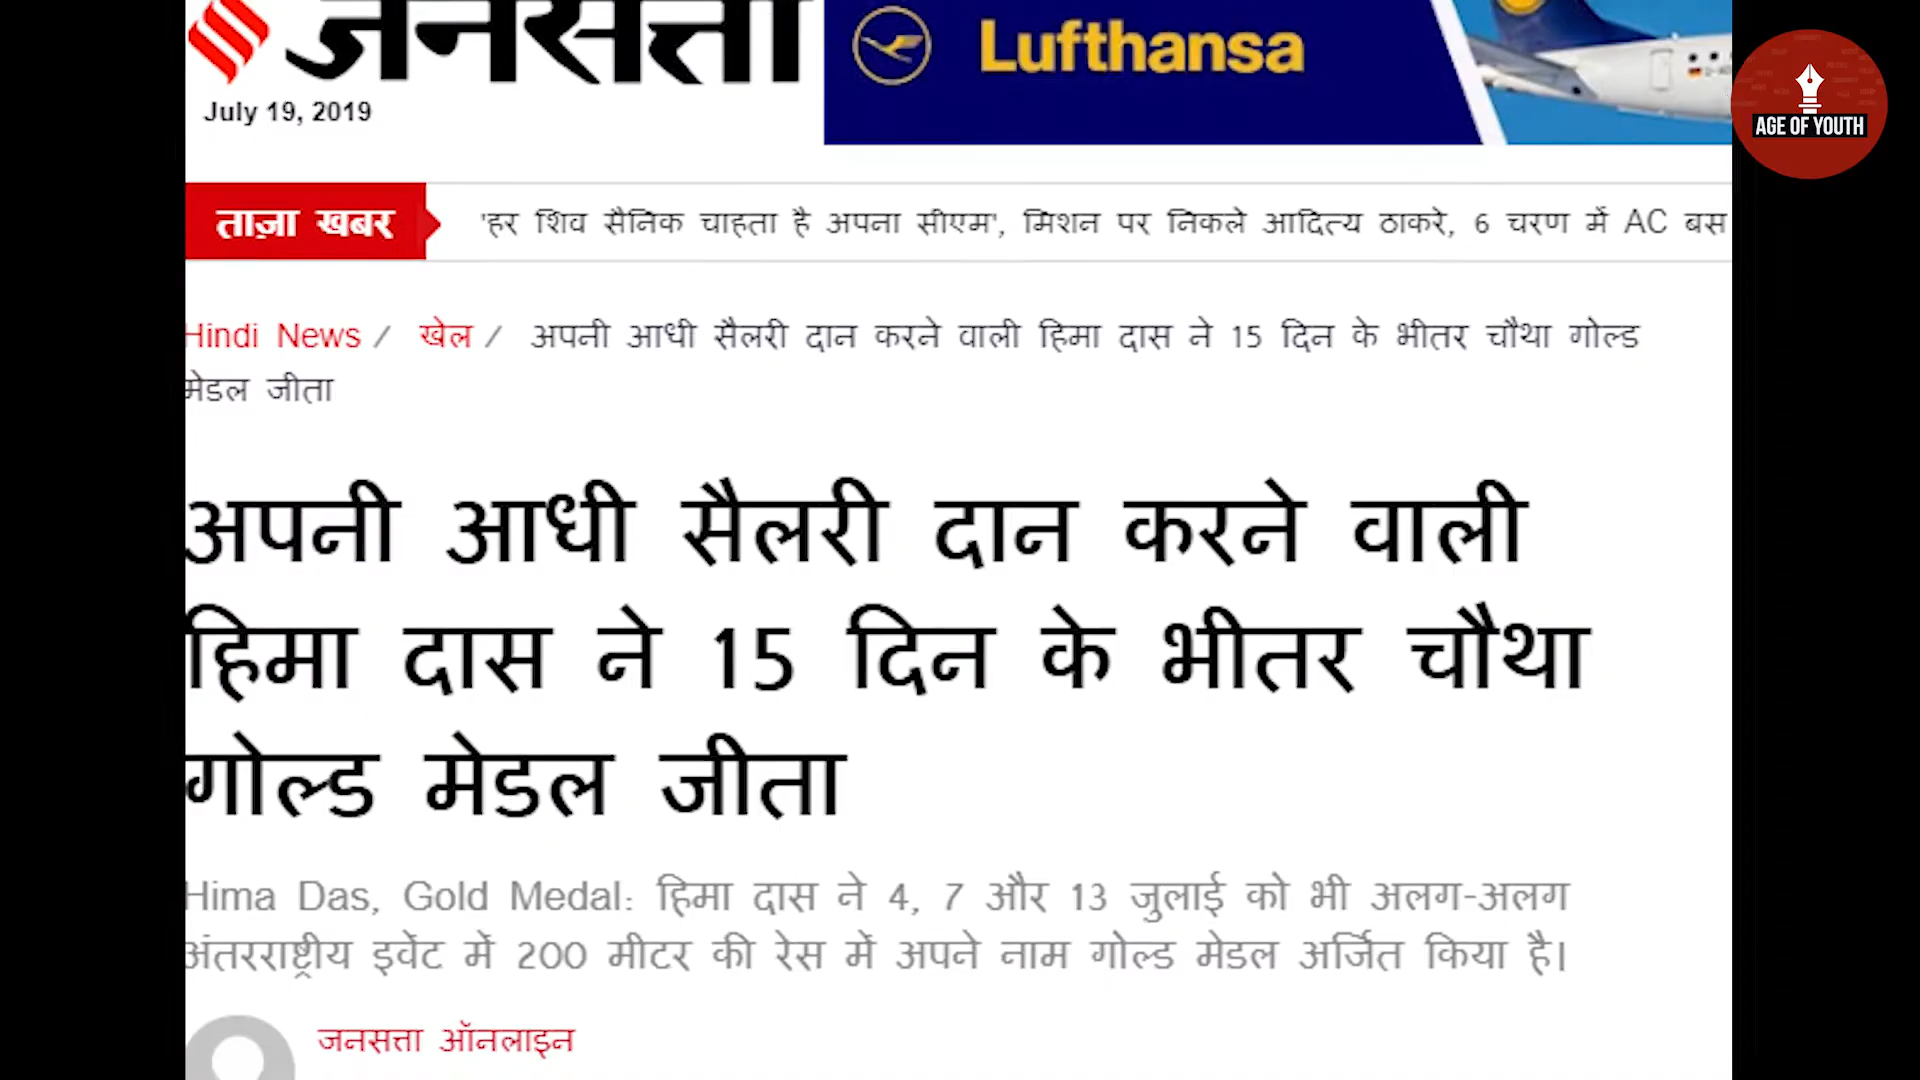 जनसत्ता
Lufthansa
July 19, 2019
AGE OF YOUTH
ताज़ा खबर
'हर शिव सैनिक चाहता है अपना सीएम', मिशन पर निकले आदित्य ठाकरे, 6 चरण में AC बस
Hindi News / खेल / अपनी आधी सैलरी दान करने वाली हिमा दास ने 15 दिन के भीतर चौथा गोल्ड
मेडल जीता
अपनी आधी सैलरी दान करने वाली
हिमा दास ने 15 दिन के भीतर चौथा
गोल्ड मेडल जीता
Hima Das, Gold Medal: हिमा दास ने 4, 7 और 13 जुलाई को भी अलग-अलग
अंतरराष्ट्रीय इवेंट में 200 मीटर की रेस में अपने नाम गोल्ड मेडल अर्जित किया है।
जनसत्ता ऑनलाइन